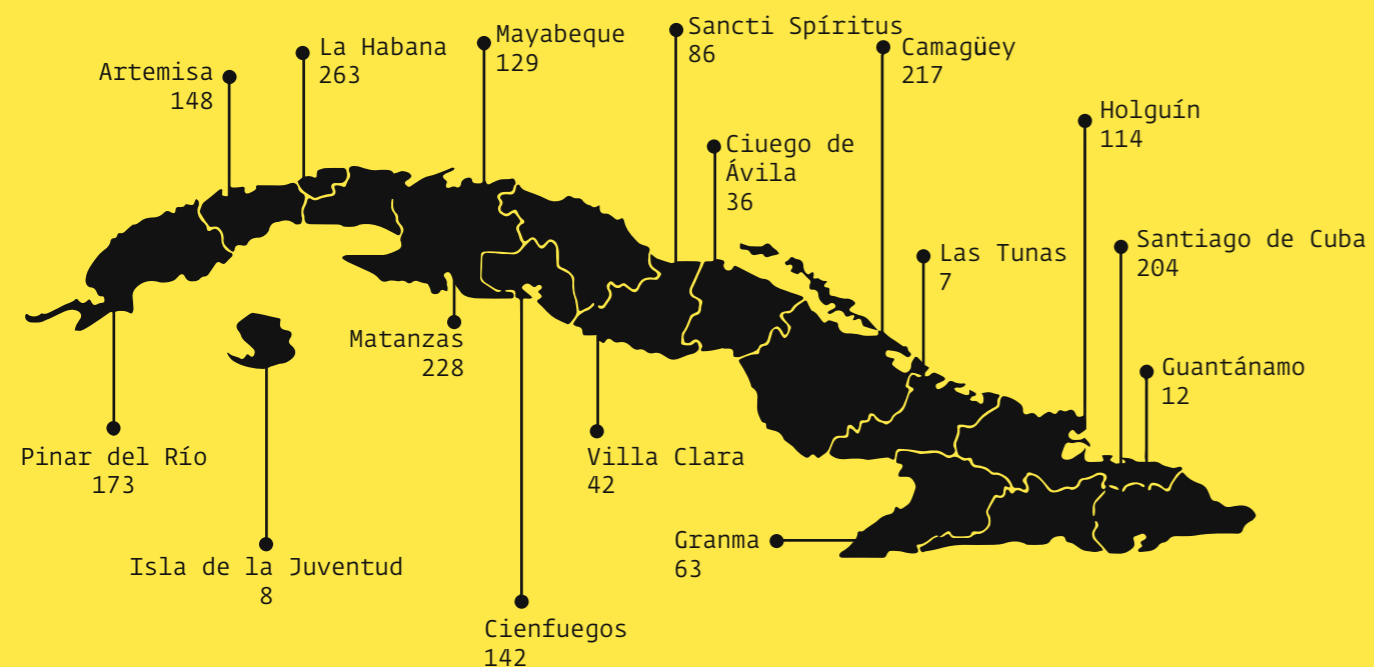 Sancti Spíritus
86
Mayabeque
129
La Habana
263
Camagüey
217
Artemisa
148
Holguín
114
Ciuego de
Ávila
36
Santiago de Cuba
204
Las Tunas
7
Matanzas
228
Guantánamo
12
Pinar del Río
173
Villa Clara
42
Granma
63
Isla de la Juventud
8
Cienfuegos
142